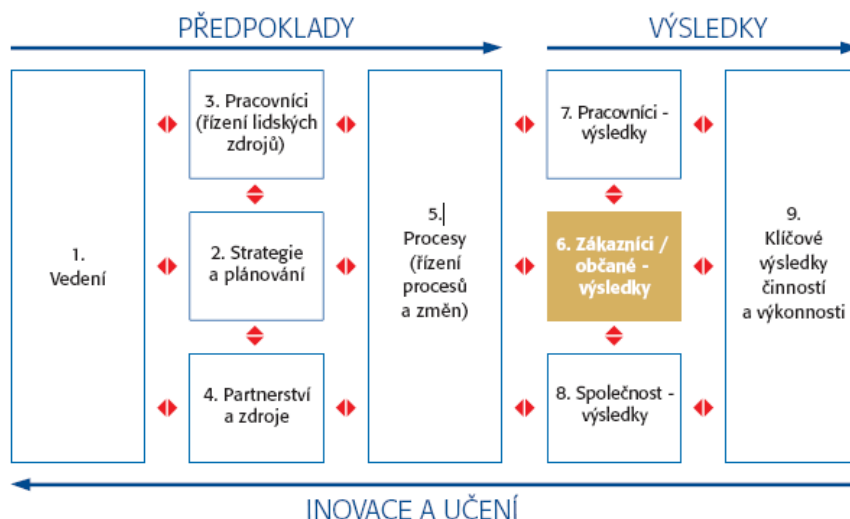 PŘEDPOKLADY
VÝSLEDKY
1.
Vedení
3. Pracovníci
(řízení lidských
zdrojů)
2. Strategie
a plánování
4. Partnerství
a zdroje
5.
Procesy
(řízení
procesů
a změn)
7. Pracovníci -
výsledky
6. Zákazníci /
občané -
výsledky
8. Společnost -
výsledky
9.
Klíčové
výsledky
činností
a výkonnosti
INOVACE A UČENÍ